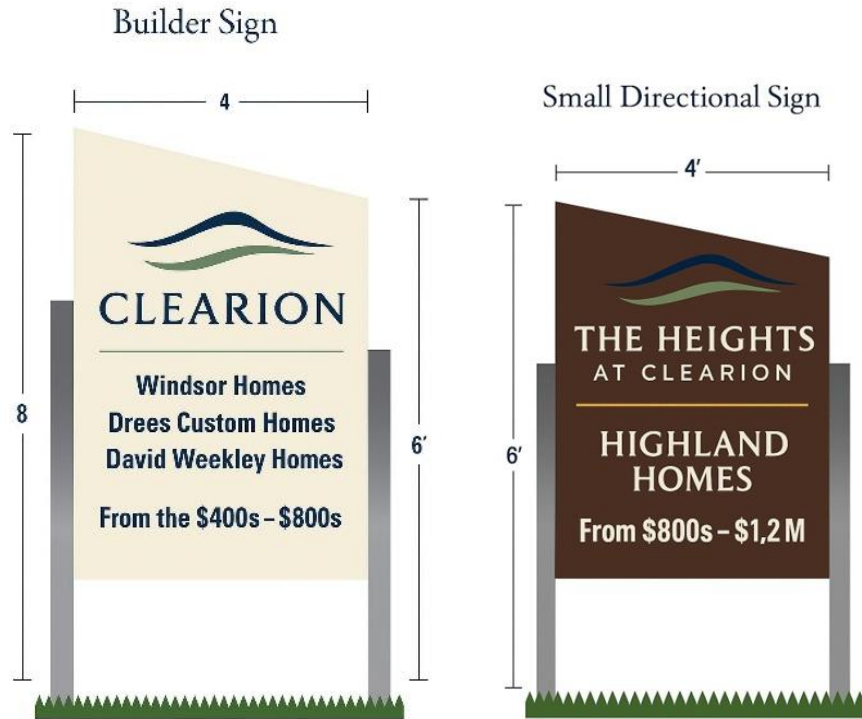 Builder Sign
4
8
6'
CLEARION
Windsor Homes
Drees Custom Homes
David Weekley Homes
From the $400s – $800s
Small Directional Sign
4'
6'
THE HEIGHTS
AT CLEARION
HIGHLAND
HOMES
From $800s – $1,2 M